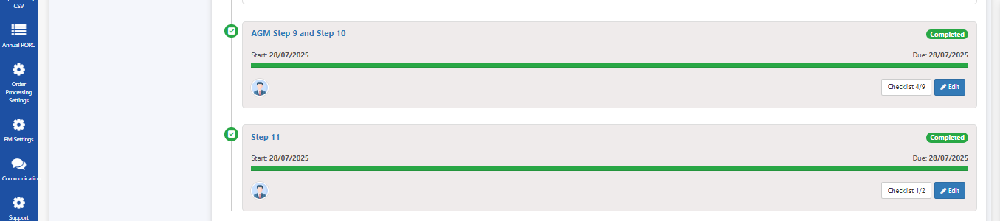 CSV
Annual RORC
Order
Processing
Settings
PM Settings
Communicatio
Support
AGM Step 9 and Step 10
Completed
Start: 28/07/2025
Due: 28/07/2025
Checklist 4/9
Edit
Step 11
Completed
Start: 28/07/2025
Due: 28/07/2025
Checklist 1/2
Edit